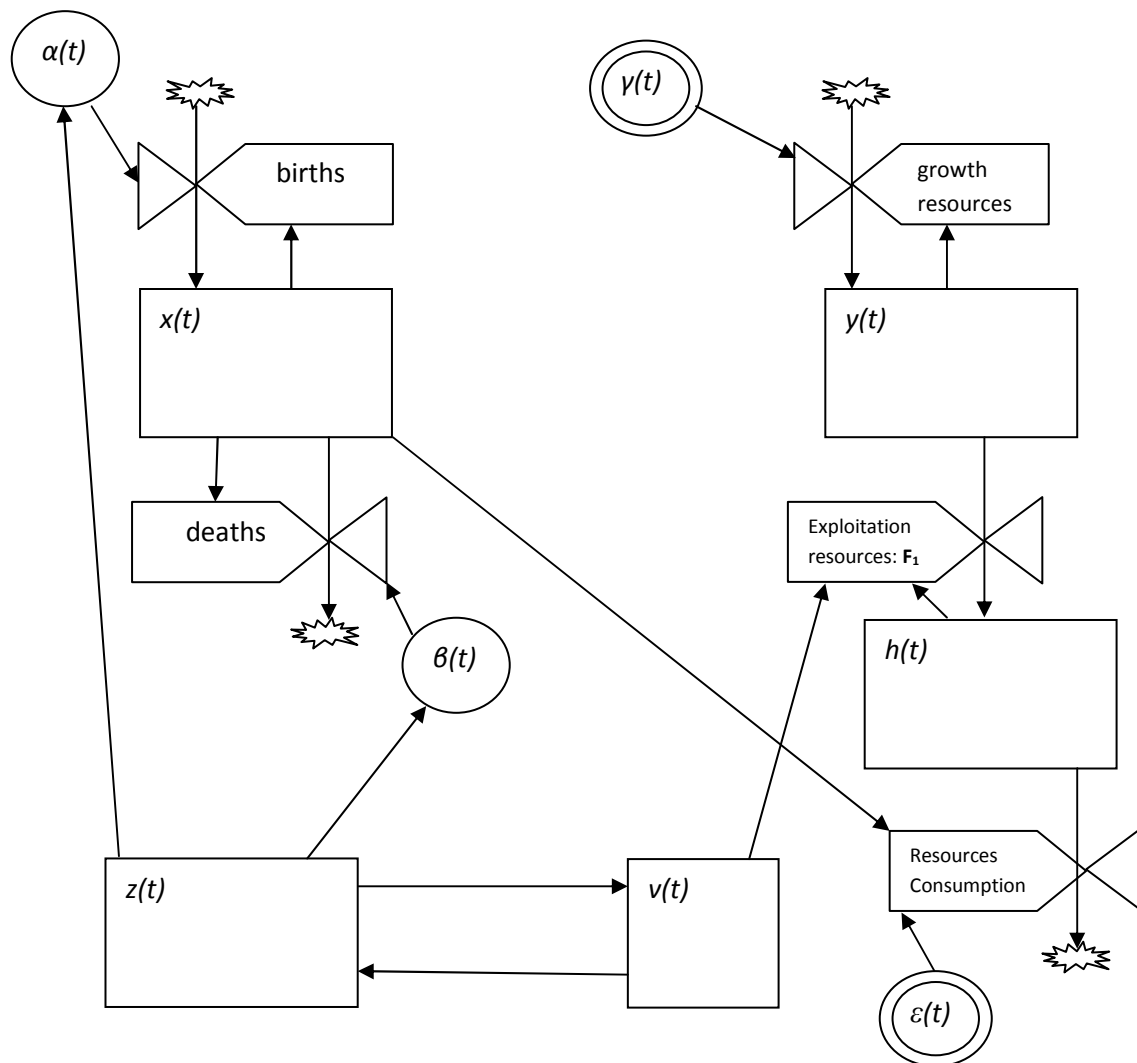 α(t)
γ(t)
births
growth
resources
x(t)
y(t)
deaths
Exploitation
resources: F₁
β(t)
h(t)
z(t)
v(t)
Resources
Consumption
ε(t)